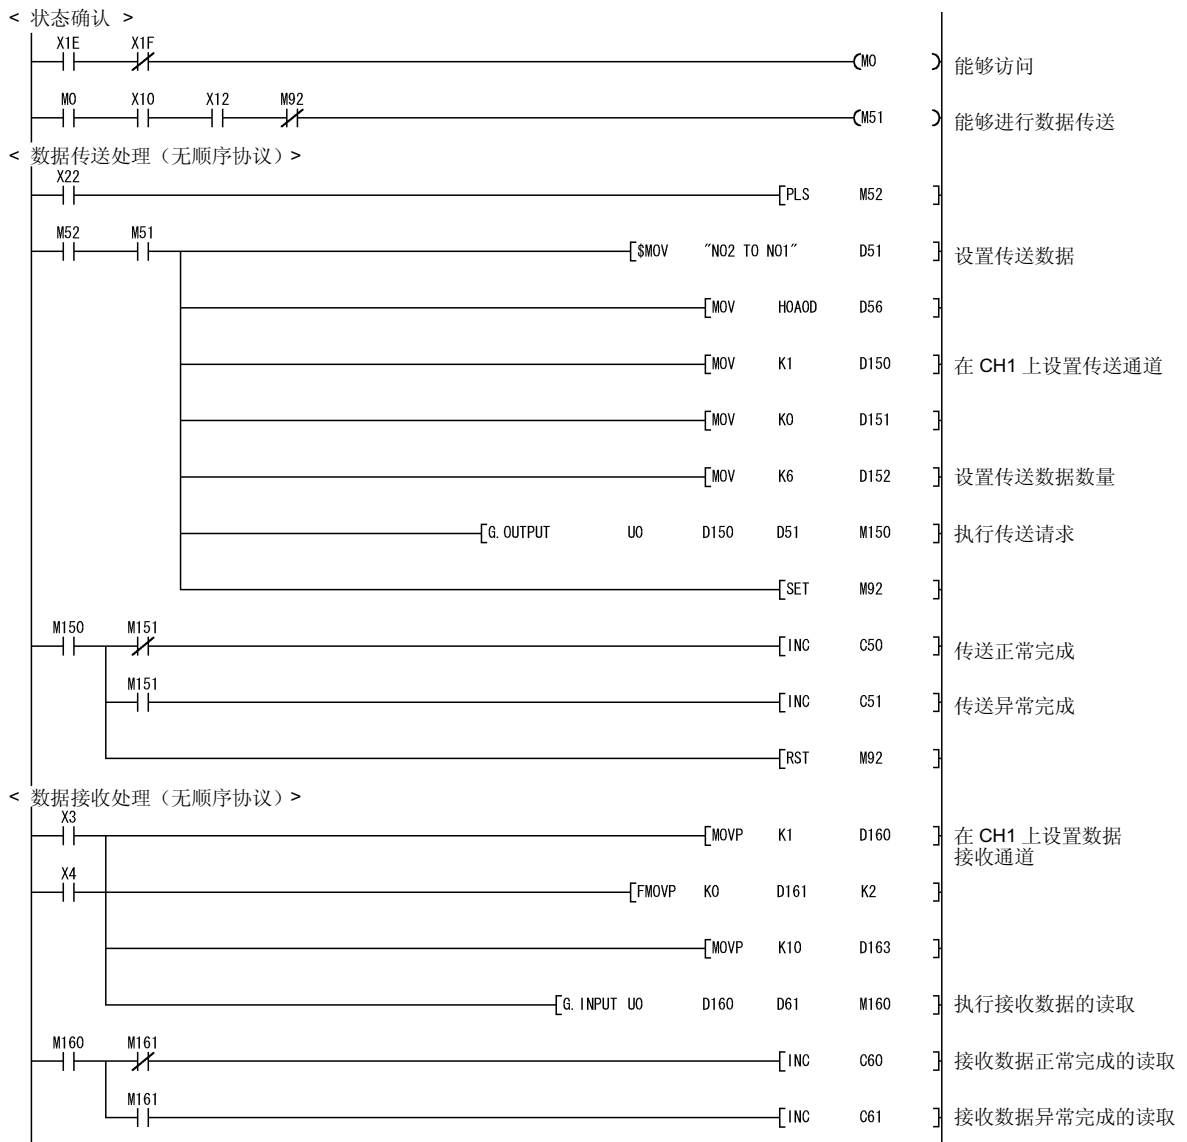 < 状态确认 >
X1E X1F
M0 能够访问
M0 X10 X12 M92
M51 能够进行数据传送
< 数据传送处理（无顺序协议）>
X22
PLS M52
M52 M51
$MOV "NO2 TO NO1" D51 设置传送数据
MOV H0A0D D56
MOV K1 D150 在 CH1 上设置传送通道
MOV K0 D151
MOV K6 D152 设置传送数据数量
G.OUTPUT U0 D150 D51 M150 执行传送请求
SET M92
M150 M151
INC C50 传送正常完成
M151
INC C51 传送异常完成
RST M92
< 数据接收处理（无顺序协议）>
X3
MOVP K1 D160 在 CH1 上设置数据
接收通道
X4
FMOVP K0 D161 K2
MOVP K10 D163
G.INPUT U0 D160 D61 M160 执行接收数据的读取
M160 M161
INC C60 接收数据正常完成的读取
M161
INC C61 接收数据异常完成的读取